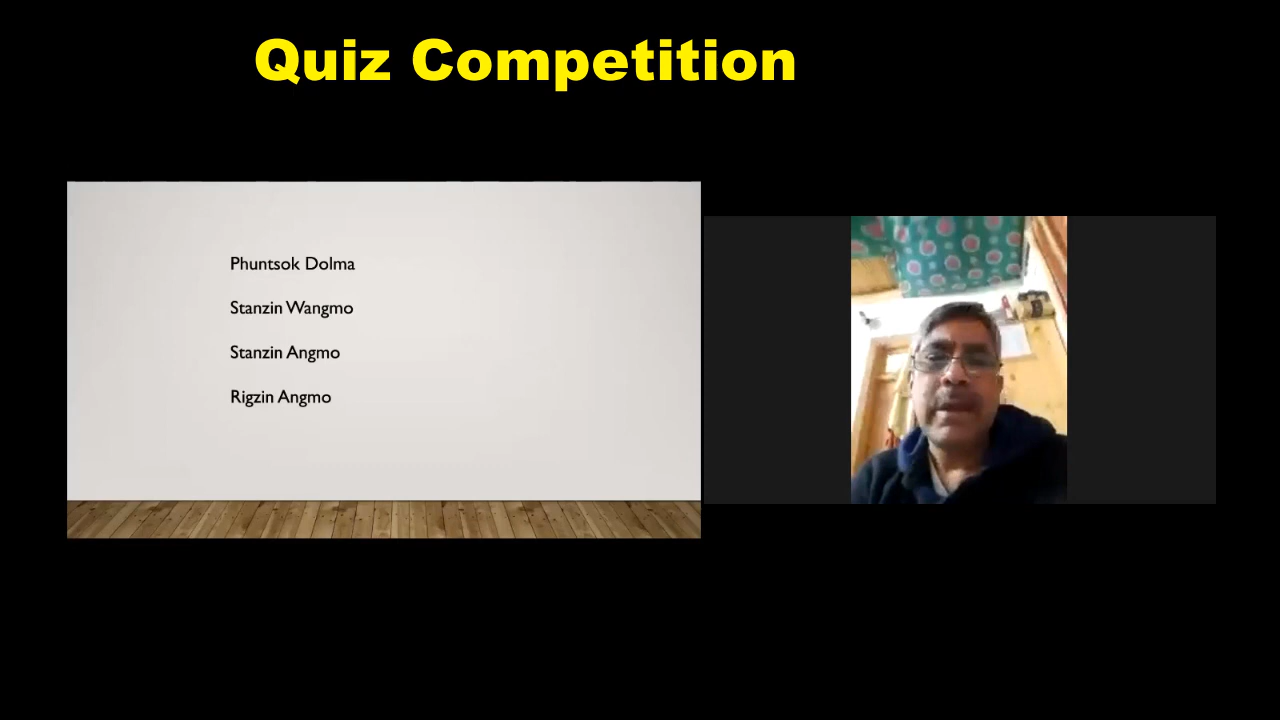 Quiz Competition
Phuntsok Dolma
Stanzin Wangmo
Stanzin Angmo
Rigzin Angmo